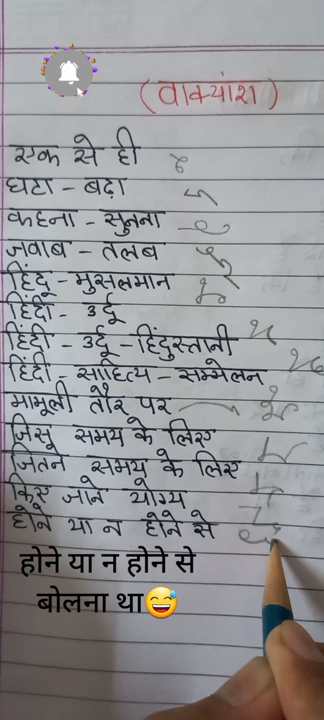 (वाक्यांश)
एक से ही
घटा - बढ़ा
कहना - सुनना
जवाब - तलब
हिंदू - मुसलमान
हिंदी - उर्दू
हिंदी - उर्दू - हिंदुस्तानी
हिंदी - साहित्य - सम्मेलन
मामूली तौर पर
जिस समय के लिए
जितने समय के लिए
किए जाने योग्य
होने या न होने से
होने या न होने से
बोलना था😅